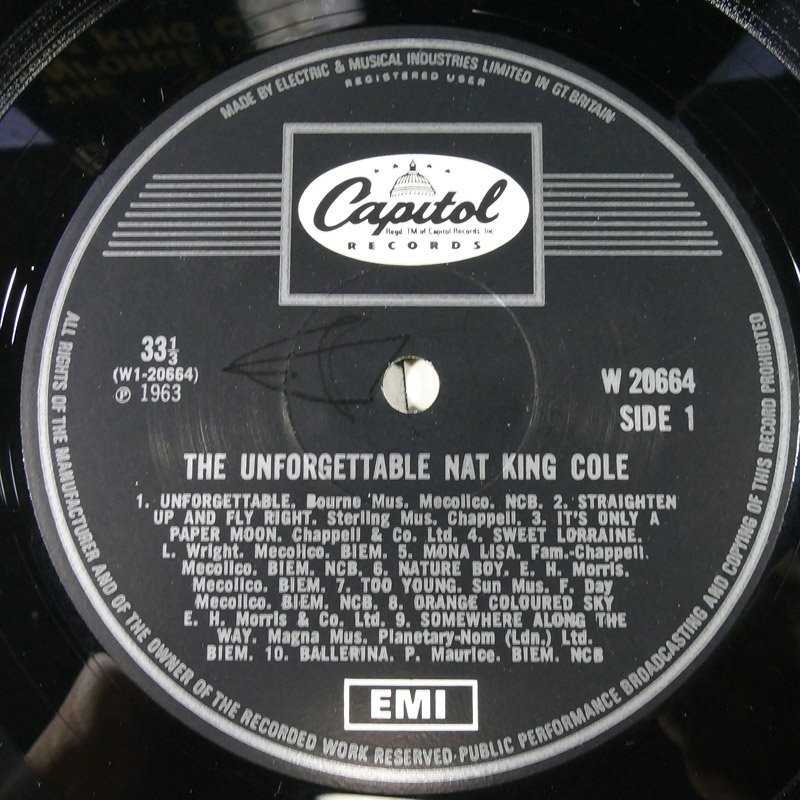 MADE BY ELECTRIC & MUSICAL INDUSTRIES LIMITED IN GT. BRITAIN
REGISTERED USER
Capitol
Regd. TM of Capitol Records, Inc.
RECORDS
33⅓
(W1-20664)
℗ 1963
W 20664
SIDE 1
THE UNFORGETTABLE NAT KING COLE
1. UNFORGETTABLE. Bourne Mus. Mecolico. NCB. 2. STRAIGHTEN
UP AND FLY RIGHT. Sterling Mus. Chappell. 3. IT'S ONLY A
PAPER MOON. Chappell & Co. Ltd. 4. SWEET LORRAINE.
L. Wright. Mecolico. BIEM. 5. MONA LISA. Fam.-Chappell.
Mecolico. BIEM. NCB. 6. NATURE BOY. E. H. Morris.
Mecolico. BIEM. 7. TOO YOUNG. Sun Mus. F. Day
Mecolico. BIEM. NCB. 8. ORANGE COLOURED SKY
E. H. Morris & Co. Ltd. 9. SOMEWHERE ALONG THE
WAY. Magna Mus. Planetary-Nom (Ldn.) Ltd.
BIEM. 10. BALLERINA. P. Maurice. BIEM. NCB
EMI
ALL RIGHTS OF THE MANUFACTURER AND OF THE OWNER OF THE RECORDED WORK RESERVED·PUBLIC PERFORMANCE BROADCASTING AND COPYING OF THIS RECORD PROHIBITED